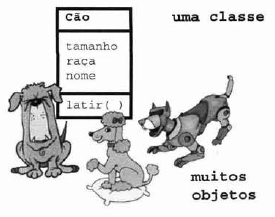 Cão
uma classe
tamanho
raça
nome
latir( )
muitos
objetos